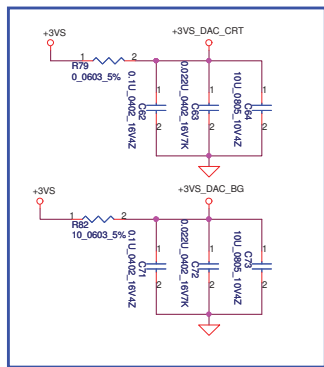 +3VS
+3VS_DAC_CRT
1
2
R79
0_0603_5%
0.1U_0402_16V4Z
C62
1
2
0.022U_0402_16V7K
C63
1
2
10U_0805_10V4Z
C64
1
2
+3VS
+3VS_DAC_BG
1
2
R82
10_0603_5%
0.1U_0402_16V4Z
C71
1
2
0.022U_0402_16V7K
C72
1
2
10U_0805_10V4Z
C73
1
2